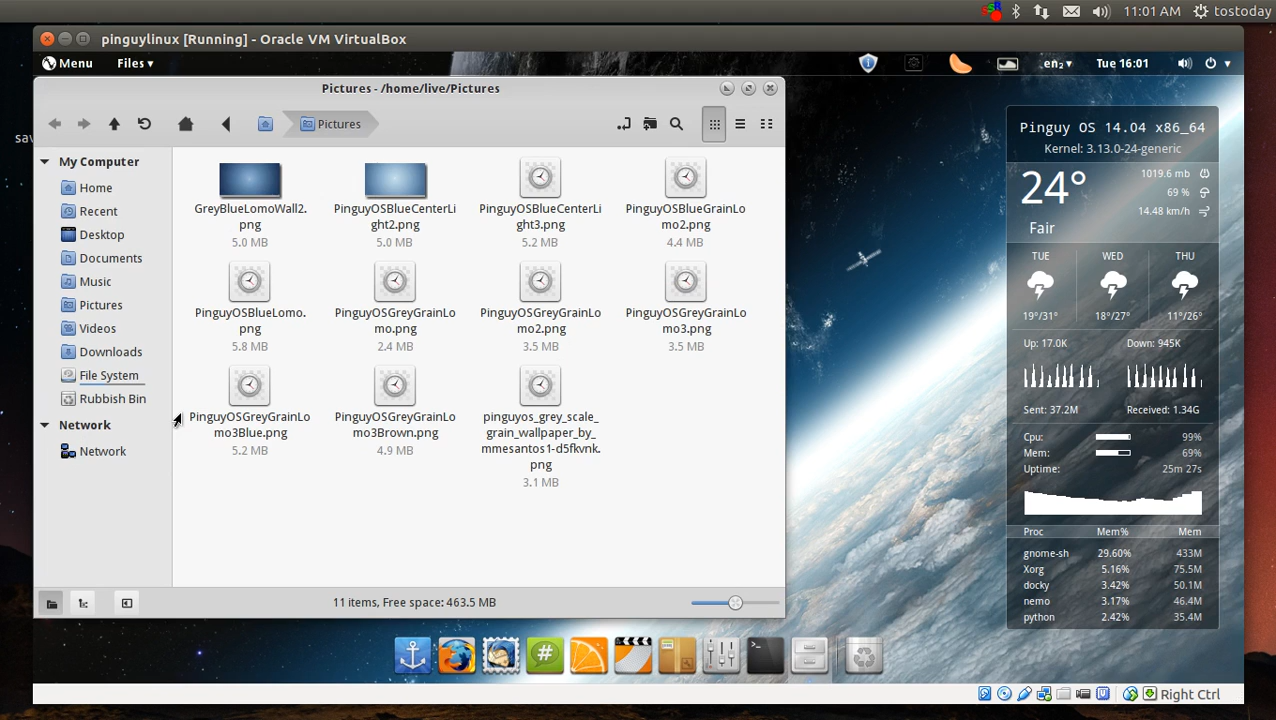 11:01 AM tostoday
pinguylinux [Running] - Oracle VM VirtualBox
Menu Files ▾ en₂ ▾ Tue 16:01
Pictures - /home/live/Pictures
Pictures
My Computer
Home
Recent
Desktop
Documents
Music
Pictures
Videos
Downloads
File System
Rubbish Bin
Network
Network
GreyBlueLomoWall2.
png
5.0 MB
PinguyOSBlueCenterLi
ght2.png
5.0 MB
PinguyOSBlueCenterLi
ght3.png
5.2 MB
PinguyOSBlueGrainLo
mo2.png
4.4 MB
PinguyOSBlueLomo.
png
5.8 MB
PinguyOSGreyGrainLo
mo.png
2.4 MB
PinguyOSGreyGrainLo
mo2.png
3.5 MB
PinguyOSGreyGrainLo
mo3.png
3.5 MB
PinguyOSGreyGrainLo
mo3Blue.png
5.2 MB
PinguyOSGreyGrainLo
mo3Brown.png
4.9 MB
pinguyos_grey_scale_
grain_wallpaper_by_
mmesantos1-d5fkvnk.
png
3.1 MB
11 items, Free space: 463.5 MB
Pinguy OS 14.04 x86_64
Kernel: 3.13.0-24-generic
24°
Fair
1019.6 mb
69 %
14.48 km/h
TUE WED THU
19°/31° 18°/27° 11°/26°
Up: 17.0K Down: 945K
Sent: 37.2M Received: 1.34G
Cpu: 99%
Mem: 69%
Uptime: 25m 27s
Proc Mem% Mem
gnome-sh 29.60% 433M
Xorg 5.16% 75.5M
docky 3.42% 50.1M
nemo 3.17% 46.4M
python 2.42% 35.4M
Right Ctrl